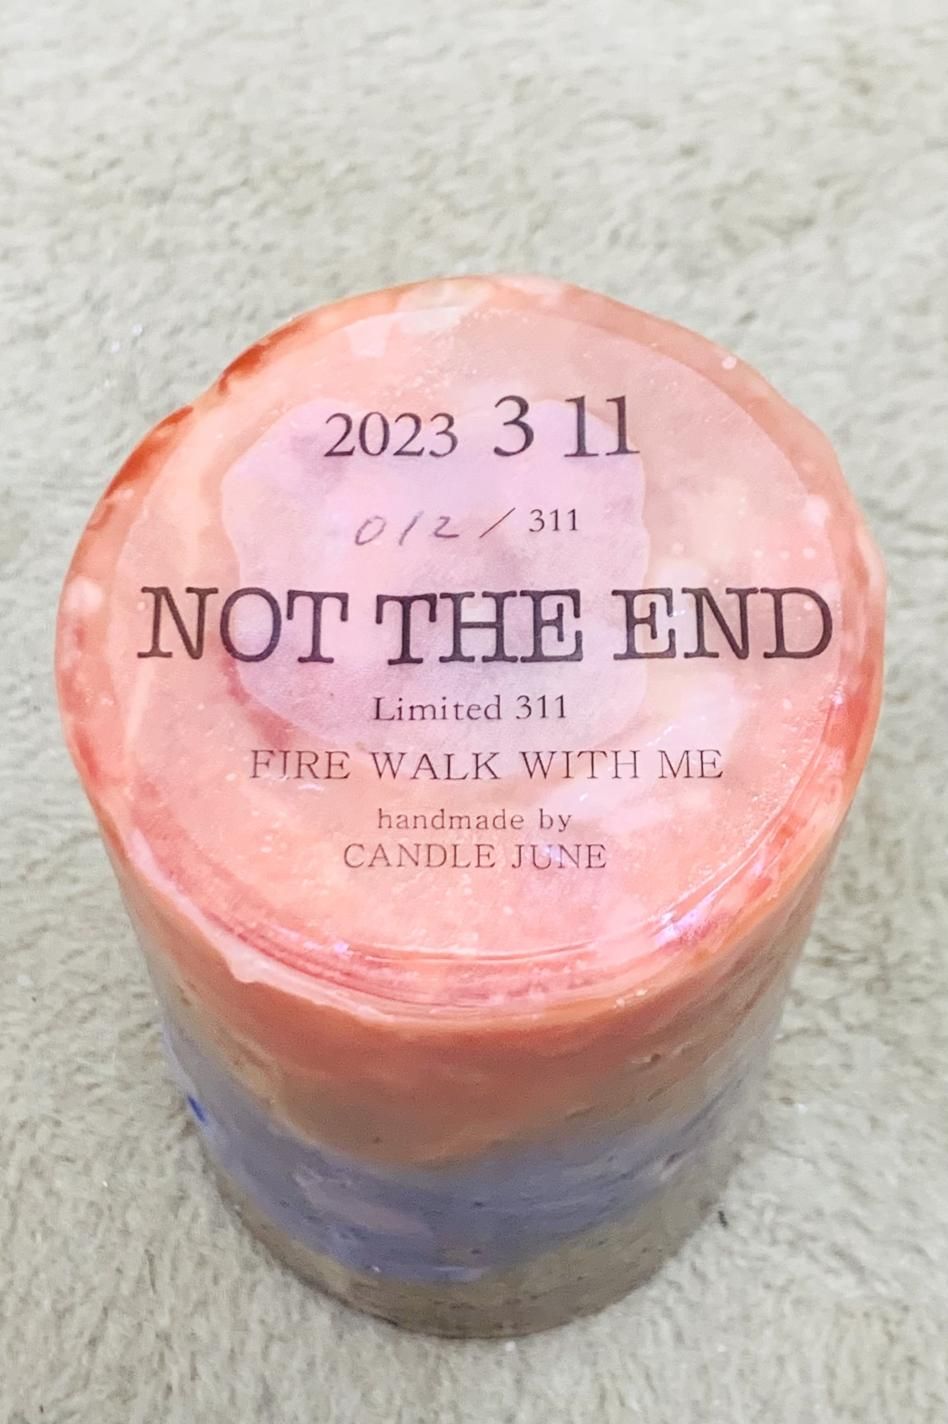 2023 3 11
012 / 311
NOT THE END
Limited 311
FIRE WALK WITH ME
handmade by
CANDLE JUNE